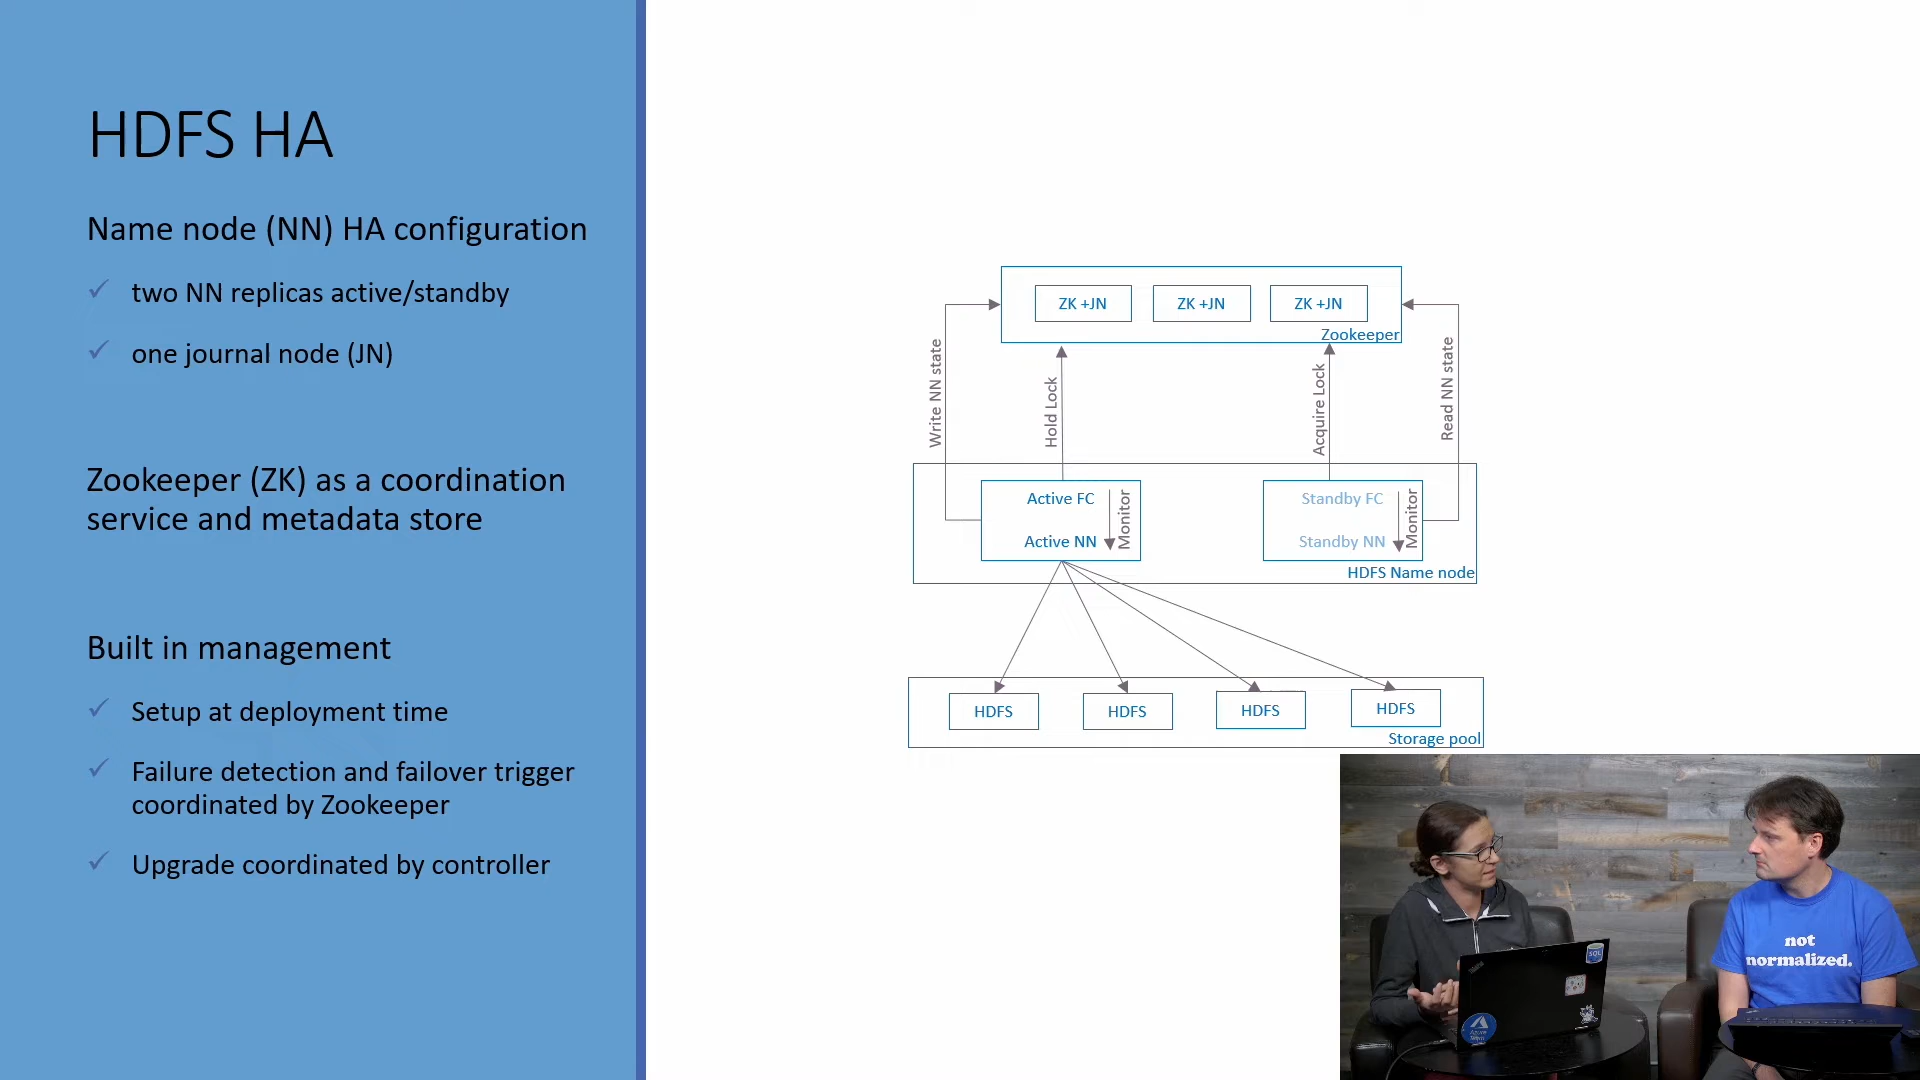 HDFS HA
Name node (NN) HA configuration
two NN replicas active/standby
one journal node (JN)
Zookeeper (ZK) as a coordination
service and metadata store
Built in management
Setup at deployment time
Failure detection and failover trigger
coordinated by Zookeeper
Upgrade coordinated by controller
ZK +JN
ZK +JN
ZK +JN
Zookeeper
Write NN state
Hold Lock
Acquire Lock
Read NN state
Active FC
Active NN
Monitor
Standby FC
Standby NN
Monitor
HDFS Name node
HDFS
HDFS
HDFS
HDFS
Storage pool
not
normalized.
SQL
Azure